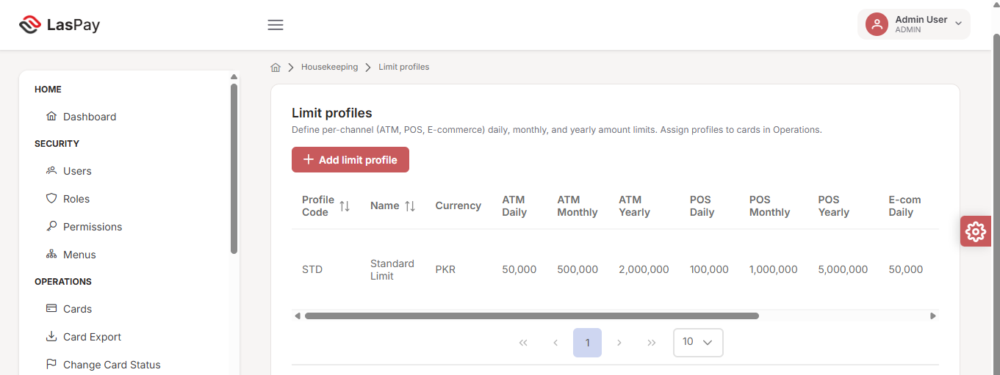 LasPay
Admin User
ADMIN
Housekeeping
Limit profiles
HOME
Dashboard
SECURITY
Users
Roles
Permissions
Menus
OPERATIONS
Cards
Card Export
Change Card Status
Limit profiles
Define per-channel (ATM, POS, E-commerce) daily, monthly, and yearly amount limits. Assign profiles to cards in Operations.
Add limit profile
Profile Code Name Currency ATM Daily ATM Monthly ATM Yearly POS Daily POS Monthly POS Yearly E-com Daily
STD Standard Limit PKR 50,000 500,000 2,000,000 100,000 1,000,000 5,000,000 50,000
1 10